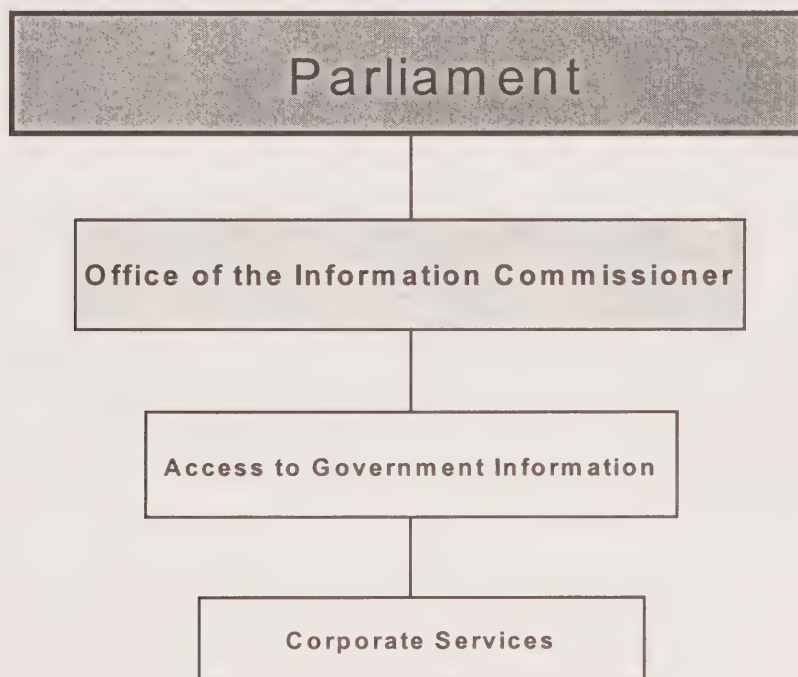 Parliament
Office of the Information Commissioner
Access to Government Information
Corporate Services